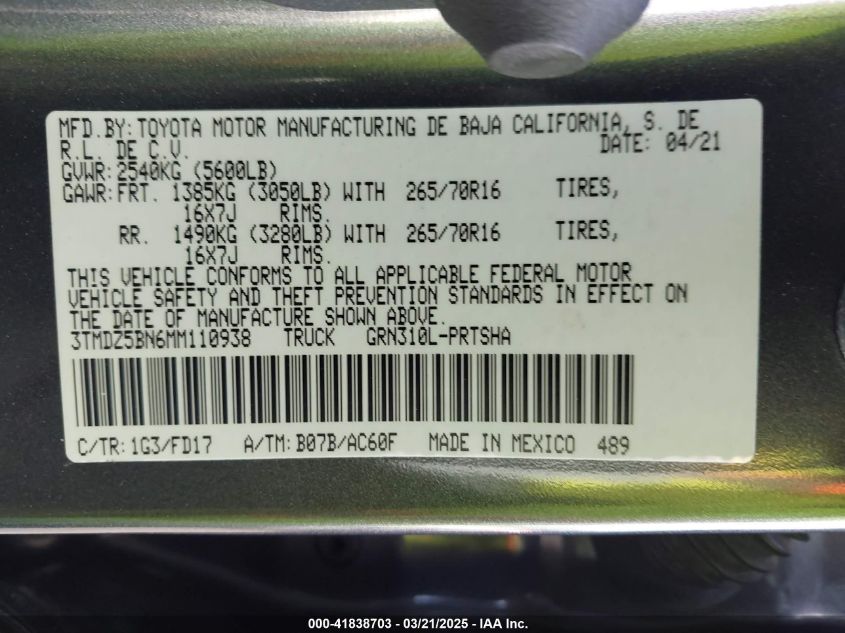 MFD.BY: TOYOTA MOTOR MANUFACTURING DE BAJA CALIFORNIA, S. DE
R.L. DE C.V. DATE: 04/21
GVWR: 2540KG (5600LB)
GAWR: FRT. 1385KG (3050LB) WITH 265/70R16 TIRES,
16X7J RIMS.
RR. 1490KG (3280LB) WITH 265/70R16 TIRES,
16X7J RIMS.
THIS VEHICLE CONFORMS TO ALL APPLICABLE FEDERAL MOTOR
VEHICLE SAFETY AND THEFT PREVENTION STANDARDS IN EFFECT ON
THE DATE OF MANUFACTURE SHOWN ABOVE.
3TMDZ5BN6MM110938 TRUCK GRN310L-PRTSHA
C/TR: 1G3/FD17 A/TM: B07B/AC60F MADE IN MEXICO 489
000-41838703 - 03/21/2025 - IAA Inc.